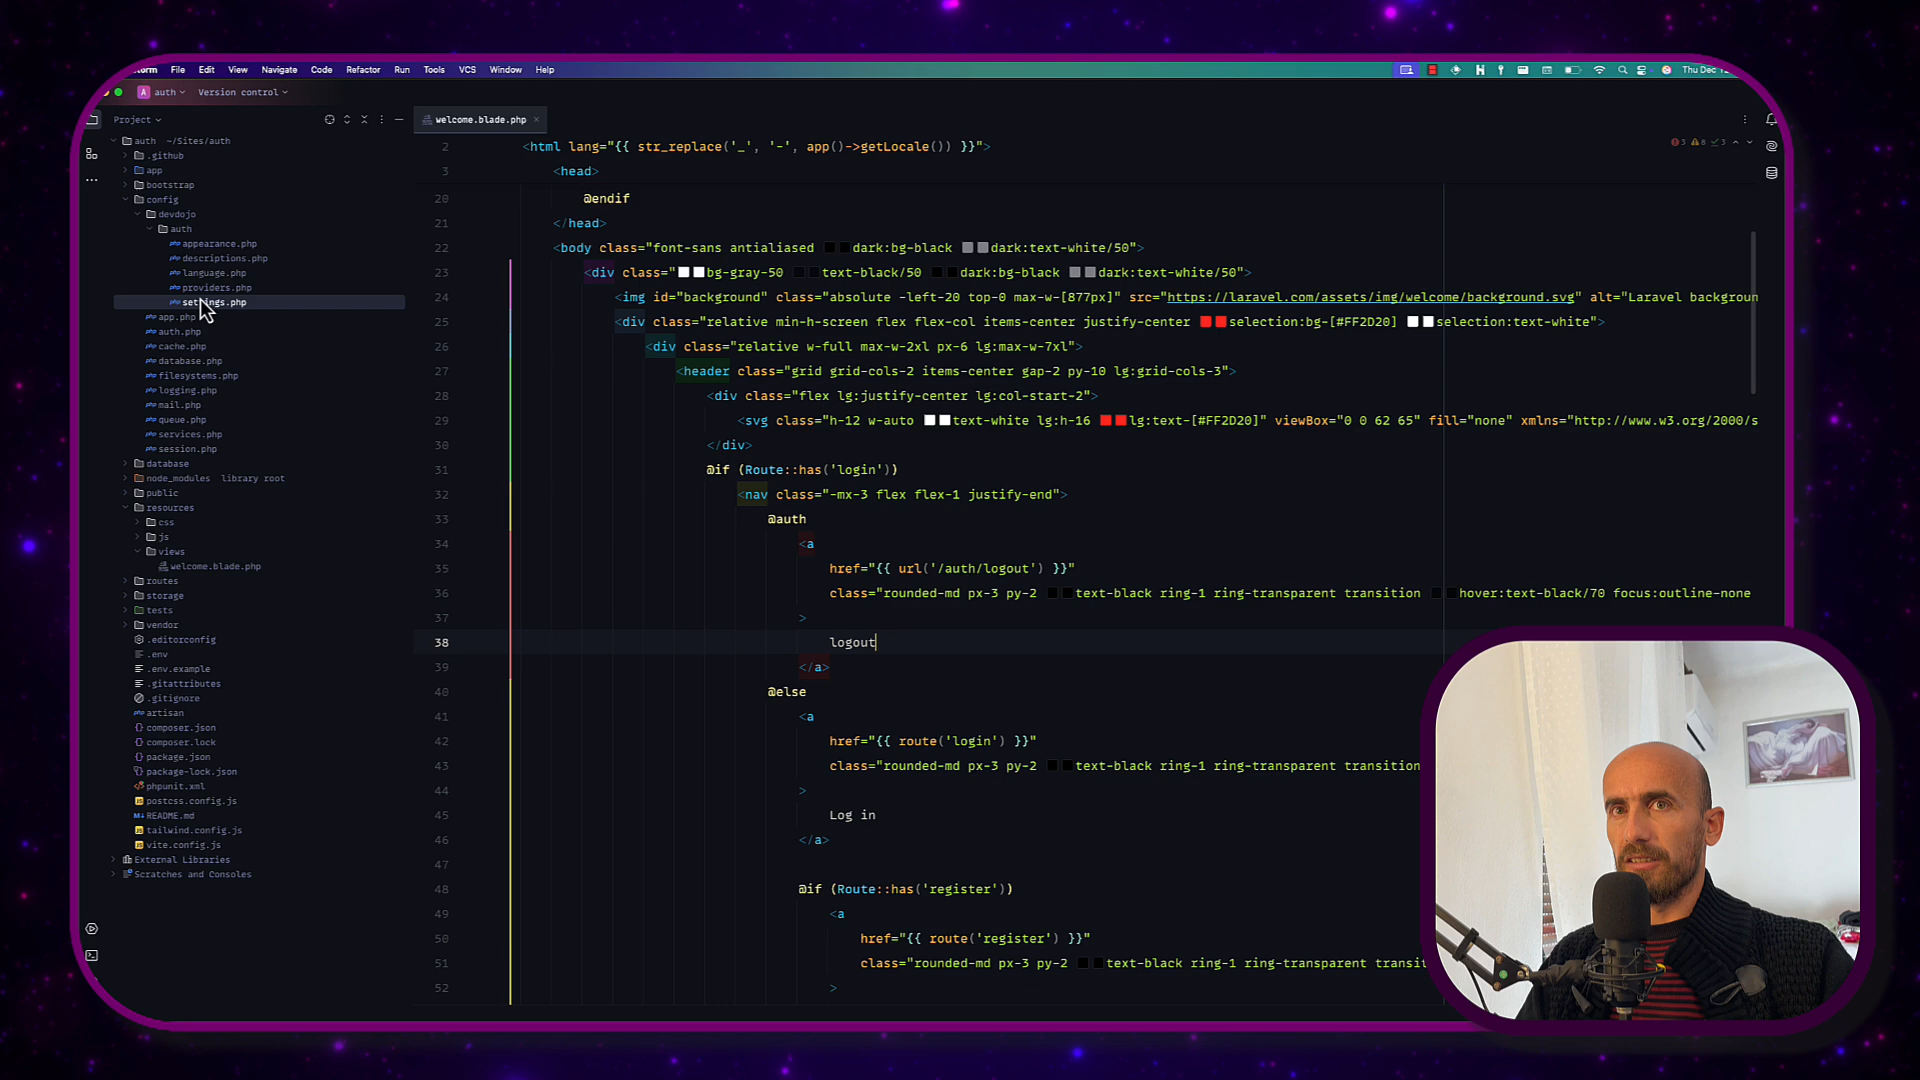 storm File Edit View Navigate Code Refactor Run Tools VCS Window Help
Thu Dec
A auth Version control
Project
welcome.blade.php
auth ~/Sites/auth
.github
app
bootstrap
config
devdojo
auth
appearance.php
descriptions.php
language.php
providers.php
settings.php
app.php
auth.php
cache.php
database.php
filesystems.php
logging.php
mail.php
queue.php
services.php
session.php
database
node_modules library root
public
resources
css
js
views
welcome.blade.php
routes
storage
tests
vendor
.editorconfig
.env
.env.example
.gitattributes
.gitignore
artisan
composer.json
composer.lock
package.json
package-lock.json
phpunit.xml
postcss.config.js
README.md
tailwind.config.js
vite.config.js
External Libraries
Scratches and Consoles
3 8 3
2 <html lang="{{ str_replace('_', '-', app()->getLocale()) }}">
3 <head>
20 @endif
21 </head>
22 <body class="font-sans antialiased dark:bg-black dark:text-white/50">
23 <div class="bg-gray-50 text-black/50 dark:bg-black dark:text-white/50">
24 <img id="background" class="absolute -left-20 top-0 max-w-[877px]" src="https://laravel.com/assets/img/welcome/background.svg" alt="Laravel backgroun
25 <div class="relative min-h-screen flex flex-col items-center justify-center selection:bg-[#FF2D20] selection:text-white">
26 <div class="relative w-full max-w-2xl px-6 lg:max-w-7xl">
27 <header class="grid grid-cols-2 items-center gap-2 py-10 lg:grid-cols-3">
28 <div class="flex lg:justify-center lg:col-start-2">
29 <svg class="h-12 w-auto text-white lg:h-16 lg:text-[#FF2D20]" viewBox="0 0 62 65" fill="none" xmlns="http://www.w3.org/2000/s
30 </div>
31 @if (Route::has('login'))
32 <nav class="-mx-3 flex flex-1 justify-end">
33 @auth
34 <a
35 href="{{ url('/auth/logout') }}"
36 class="rounded-md px-3 py-2 text-black ring-1 ring-transparent transition hover:text-black/70 focus:outline-none
37 >
38 logout
39 </a>
40 @else
41 <a
42 href="{{ route('login') }}"
43 class="rounded-md px-3 py-2 text-black ring-1 ring-transparent transition
44 >
45 Log in
46 </a>
47
48 @if (Route::has('register'))
49 <a
50 href="{{ route('register') }}"
51 class="rounded-md px-3 py-2 text-black ring-1 ring-transparent transit
52 >